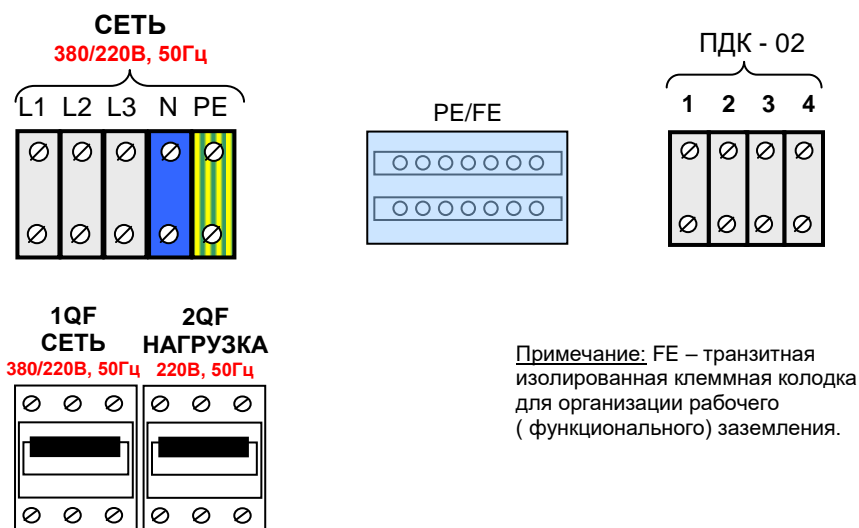 СЕТЬ
380/220В, 50Гц
L1 L2 L3 N PE
PE/FE
ПДК - 02
1 2 3 4
1QF
СЕТЬ
380/220В, 50Гц
2QF
НАГРУЗКА
220В, 50Гц
Примечание: FE – транзитная
изолированная клеммная колодка
для организации рабочего
( функционального) заземления.